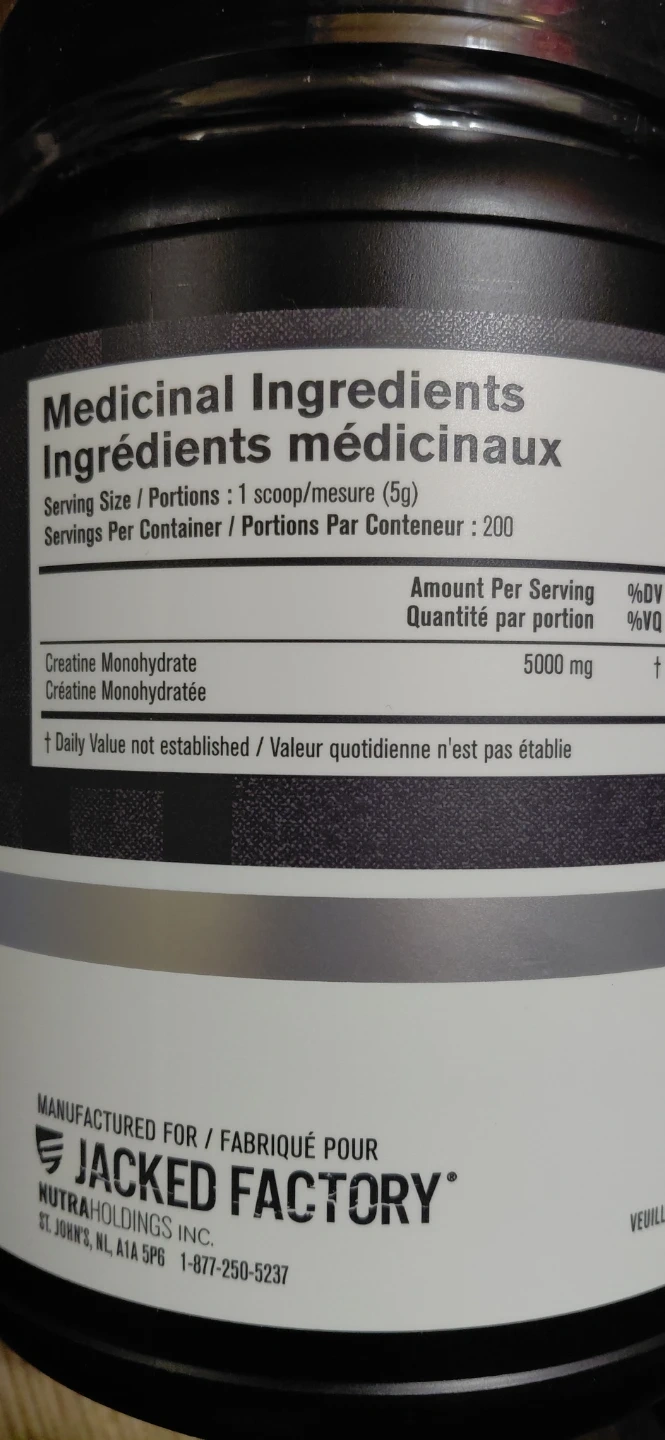 Medicinal Ingredients
Ingrédients médicinaux
Serving Size / Portions : 1 scoop/mesure (5g)
Servings Per Container / Portions Par Conteneur : 200
Amount Per Serving %DV
Quantité par portion %VQ
Creatine Monohydrate 5000 mg †
Créatine Monohydratée
† Daily Value not established / Valeur quotidienne n'est pas établie
MANUFACTURED FOR / FABRIQUÉ POUR
JACKED FACTORY®
NUTRAHOLDINGS INC.
ST. JOHN'S, NL, A1A 5P6 1-877-250-5237